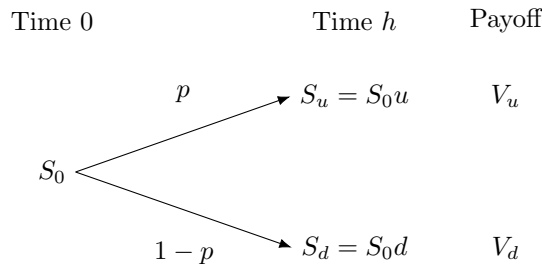 Time 0 Time h Payoff
p S_u = S_0u V_u
S_0
1 − p S_d = S_0d V_d